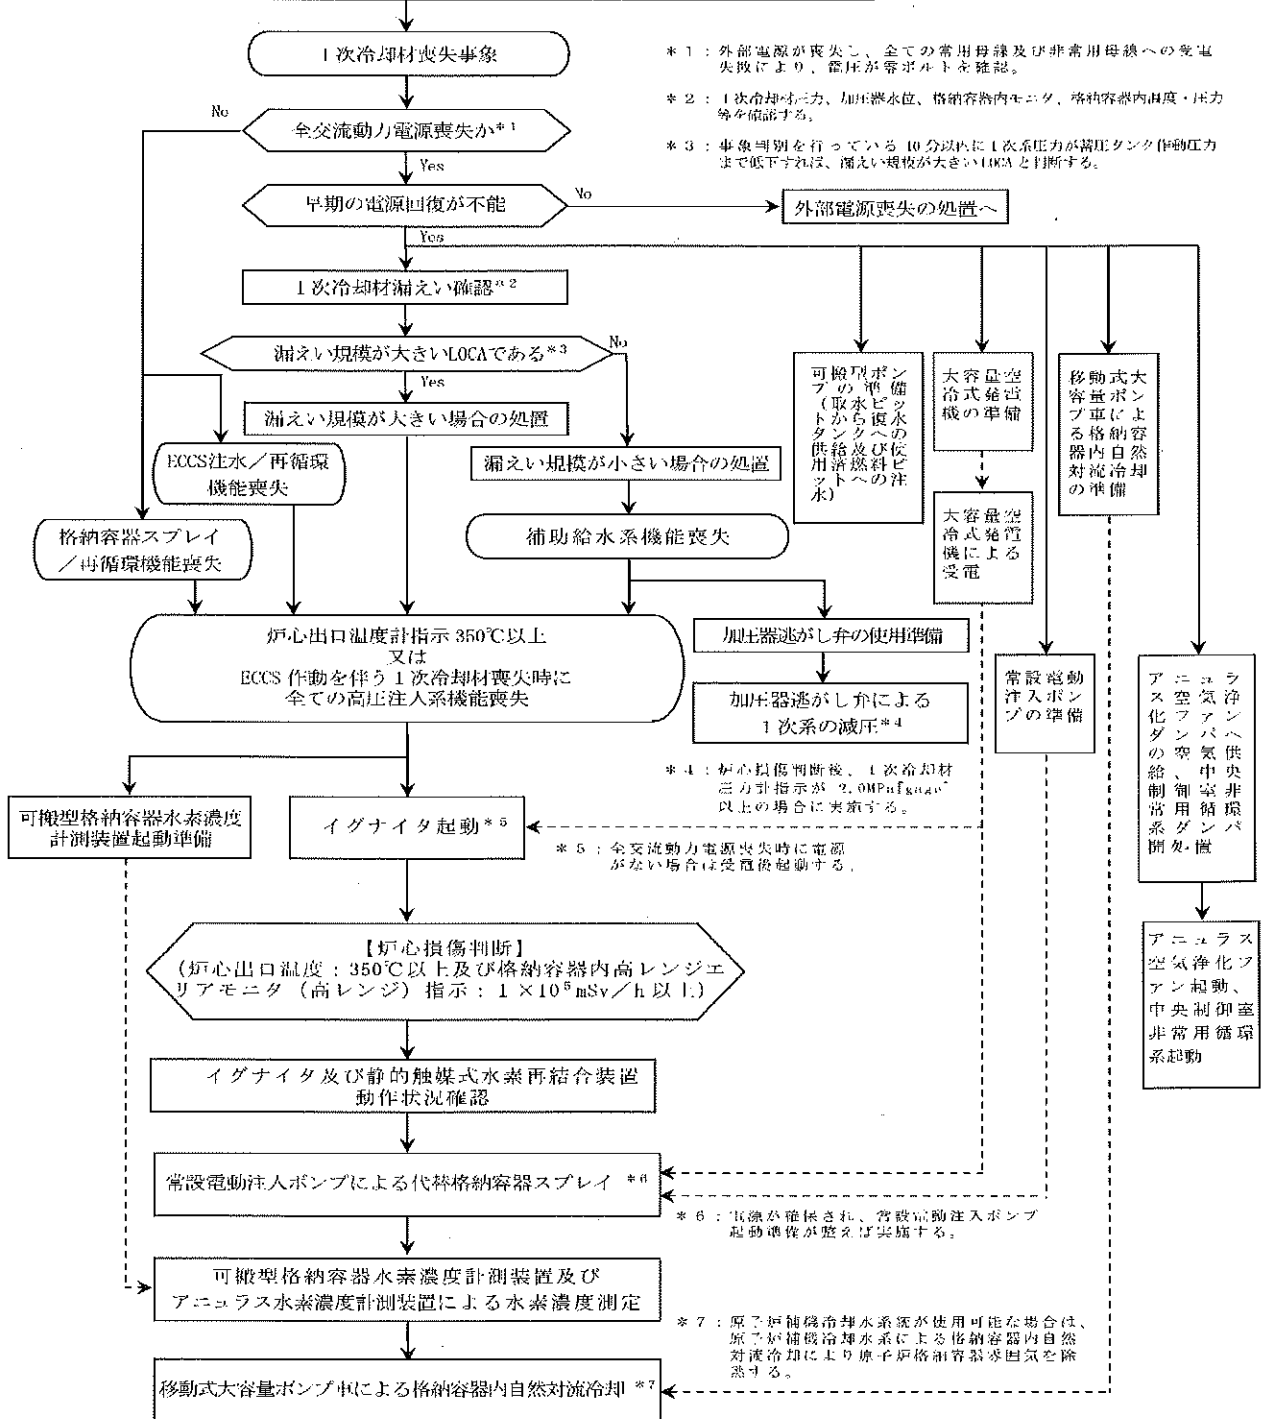 1次冷却材喪失事象
*1：外部電源が喪失し、全ての常用母線及び非常用母線への受電
失敗により、電圧が零ボルトを確認。
*2：1次冷却材圧力、加圧器水位、格納容器内モニタ、格納容器内温度・圧力
等を確認する。
*3：事象判別を行っている10分以内に1次系圧力が蓄圧タンク作動圧力
まで低下すれば、漏えい規模が大きいLOCAと判断する。
No
全交流動力電源喪失か*1
Yes
早期の電源回復が不能
No
外部電源喪失の処置へ
Yes
1次冷却材漏えい確認*2
漏えい規模が大きいLOCAである*3
No
Yes
漏えい規模が大きい場合の処置
ECCS注水／再循環
機能喪失
漏えい規模が小さい場合の処置
格納容器スプレイ
／再循環機能喪失
補助給水系機能喪失
可搬型ポン
プの準備
（取水ピッ
トから復水
タンクへの
供給及び使
用済燃料ピ
ットへの注
水）
大容量空
冷式発電
機の準備
大容量空
冷式発電
機による
受電
移動式大
容量ポン
プ車によ
る格納容
器内自然
対流冷却
の準備
炉心出口温度計指示350℃以上
又は
ECCS作動を伴う1次冷却材喪失時に
全ての高圧注入系機能喪失
加圧器逃がし弁の使用準備
加圧器逃がし弁による
1次系の減圧*4
常設電動
注入ポン
プの準備
アニュラ
ス空気浄
化ファン
ダンパへ
の空気供
給、中央
制御室非
常用循環
系ダンパ
開処置
*4：炉心損傷判断後、1次冷却材
圧力計指示が 2.0MPa[gage]
以上の場合に実施する。
可搬型格納容器水素濃度
計測装置起動準備
イグナイタ起動*5
*5：全交流動力電源喪失時に電源
がない場合は受電後起動する。
【炉心損傷判断】
（炉心出口温度：350℃以上及び格納容器内高レンジエ
リアモニタ（高レンジ）指示：1×10⁵mSv/h以上）
アニュラス
空気浄化フ
ァン起動、
中央制御室
非常用循環
系起動
イグナイタ及び静的触媒式水素再結合装置
動作状況確認
常設電動注入ポンプによる代替格納容器スプレイ *6
*6：電源が確保され、常設電動注入ポンプ
起動準備が整えば実施する。
可搬型格納容器水素濃度計測装置及び
アニュラス水素濃度計測装置による水素濃度測定
*7：原子炉補機冷却水系統が使用可能な場合は、
原子炉補機冷却水系による格納容器内自然
対流冷却により原子炉格納容器雰囲気を除
熱する。
移動式大容量ポンプ車による格納容器内自然対流冷却*7